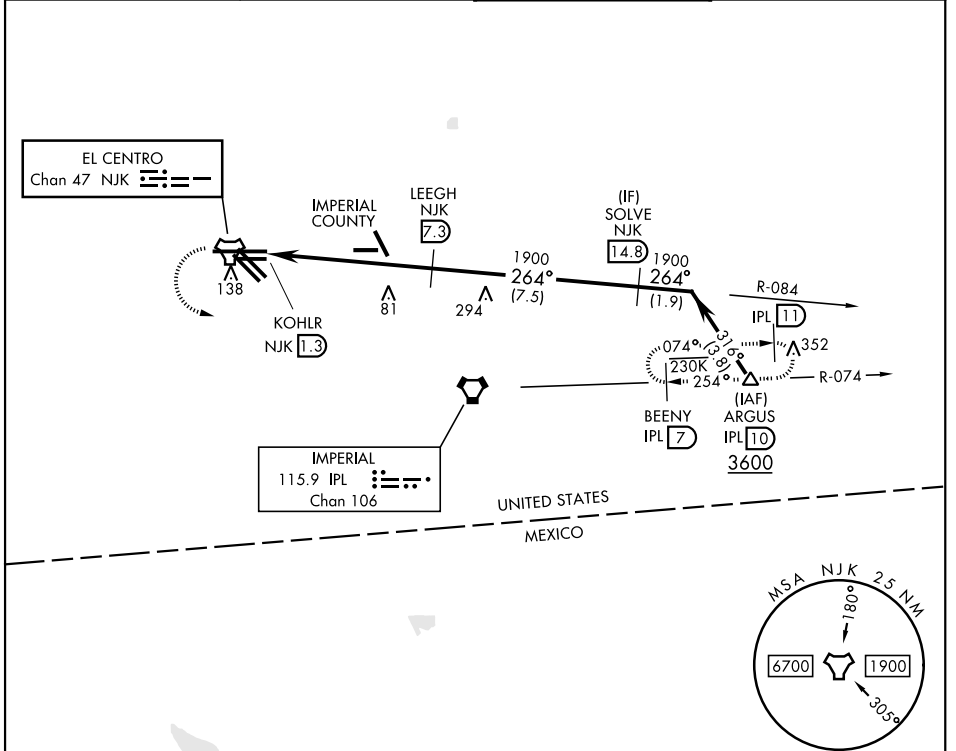 EL CENTRO
Chan 47 NJK
138
KOHLR
NJK 1.3
IMPERIAL
COUNTY
81
LEEGH
NJK
7.3
294
1900
264°
(7.5)
(IF)
SOLVE
NJK
14.8
1900
264°
(1.9)
R-084
IPL 11
352
316°
(3.8)
074°
230K
254°
R-074
BEENY
IPL 7
(IAF)
ARGUS
IPL 10
3600
IMPERIAL
115.9 IPL
Chan 106
UNITED STATES
MEXICO
MSA NJK 25 NM
180°
6700
1900
305°